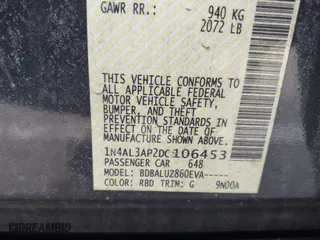 GAWR RR.: 940 KG
2072 LB
THIS VEHICLE CONFORMS TO
ALL APPLICABLE FEDERAL
MOTOR VEHICLE SAFETY,
BUMPER, AND THEFT
PREVENTION STANDARDS
IN EFFECT ON THE DATE OF
MANUFACTURE SHOWN ABOVE.
1N4AL3AP2DC106453
PASSENGER CAR 648
MODEL: BDBALUZ860EVA-----
COLOR: RBD TRIM: G 9N00A
DREAMBID